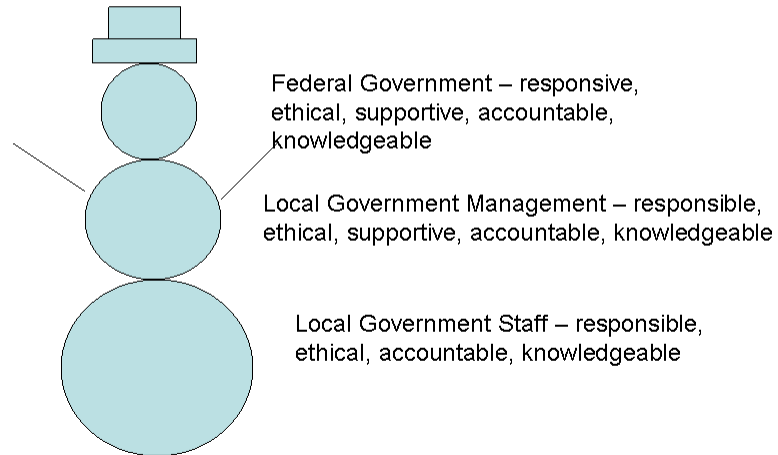 Federal Government – responsive,
ethical, supportive, accountable,
knowledgeable
Local Government Management – responsible,
ethical, supportive, accountable, knowledgeable
Local Government Staff – responsible,
ethical, accountable, knowledgeable